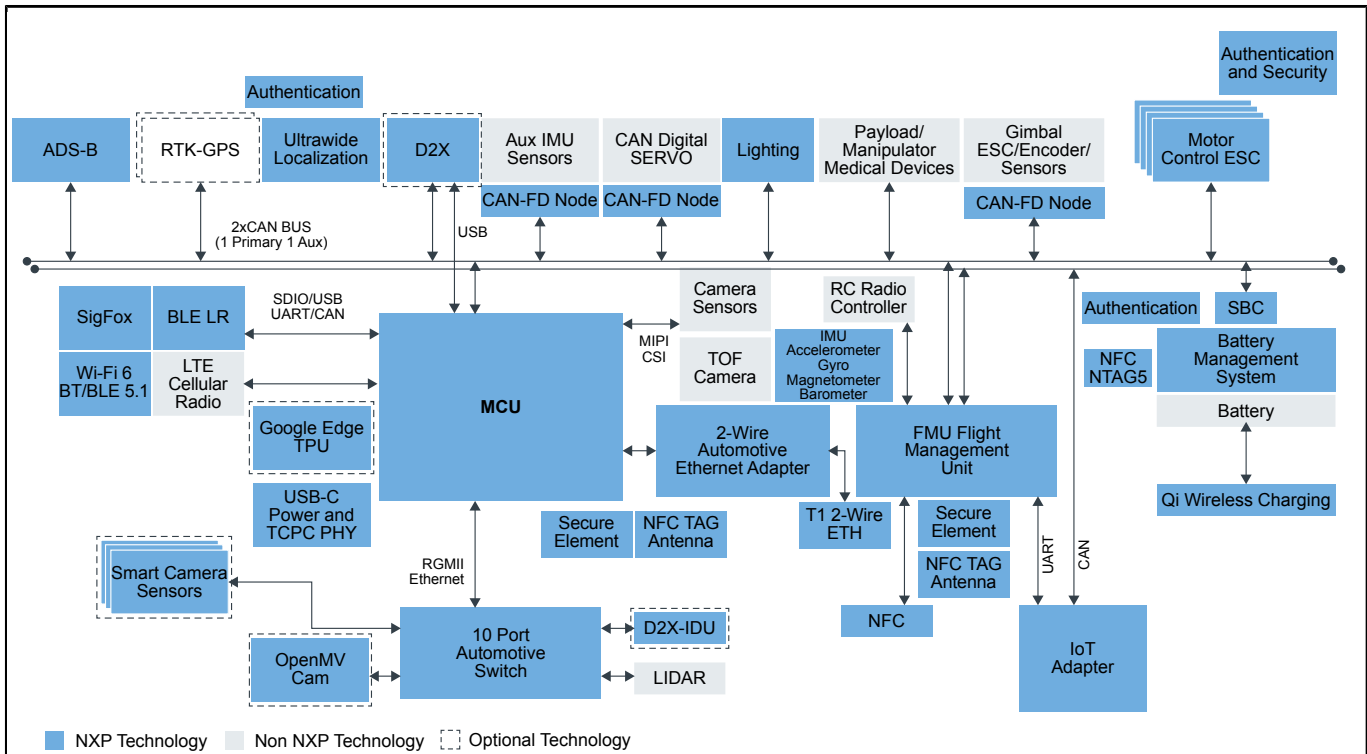 Authentication
and Security
Authentication
ADS-B
RTK-GPS
Ultrawide
Localization
D2X
Aux IMU
Sensors
CAN-FD Node
CAN Digital
SERVO
CAN-FD Node
Lighting
Payload/
Manipulator
Medical Devices
Gimbal
ESC/Encoder/
Sensors
CAN-FD Node
Motor
Control ESC
2xCAN BUS
(1 Primary 1 Aux)
USB
SigFox
BLE LR
Wi-Fi 6
BT/BLE 5.1
LTE
Cellular
Radio
SDIO/USB
UART/CAN
MCU
MIPI
CSI
Camera
Sensors
TOF
Camera
RC Radio
Controller
IMU
Accelerometer
Gyro
Magnetometer
Barometer
Authentication
SBC
NFC
NTAG5
Battery
Management
System
Battery
Qi Wireless Charging
Google Edge
TPU
USB-C
Power and
TCPC PHY
2-Wire
Automotive
Ethernet Adapter
FMU Flight
Management
Unit
Secure
Element
NFC TAG
Antenna
T1 2-Wire
ETH
Secure
Element
NFC TAG
Antenna
NFC
UART
CAN
IoT
Adapter
RGMII
Ethernet
Smart Camera
Sensors
OpenMV
Cam
10 Port
Automotive
Switch
D2X-IDU
LIDAR
NXP Technology
Non NXP Technology
Optional Technology